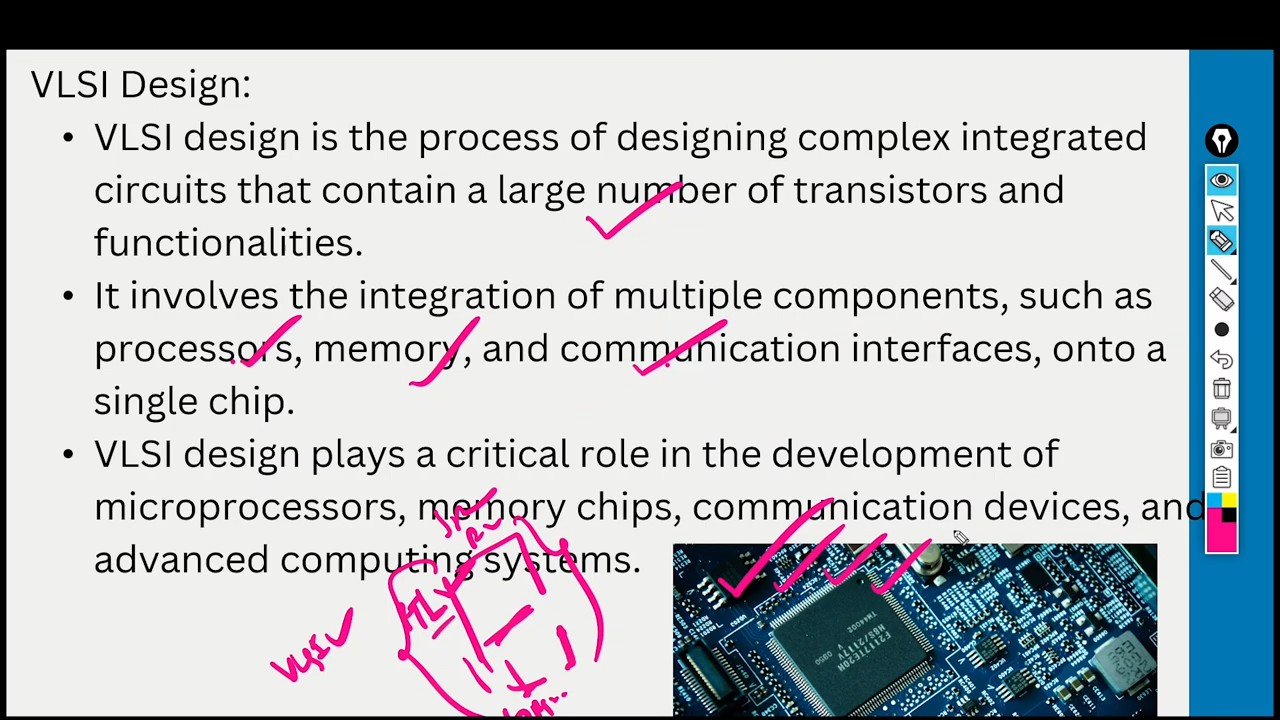 VLSI Design:
• VLSI design is the process of designing complex integrated
circuits that contain a large number of transistors and
functionalities.
• It involves the integration of multiple components, such as
processors, memory, and communication interfaces, onto a
single chip.
• VLSI design plays a critical role in the development of
microprocessors, memory chips, communication devices, and
advanced computing systems.
VLSI